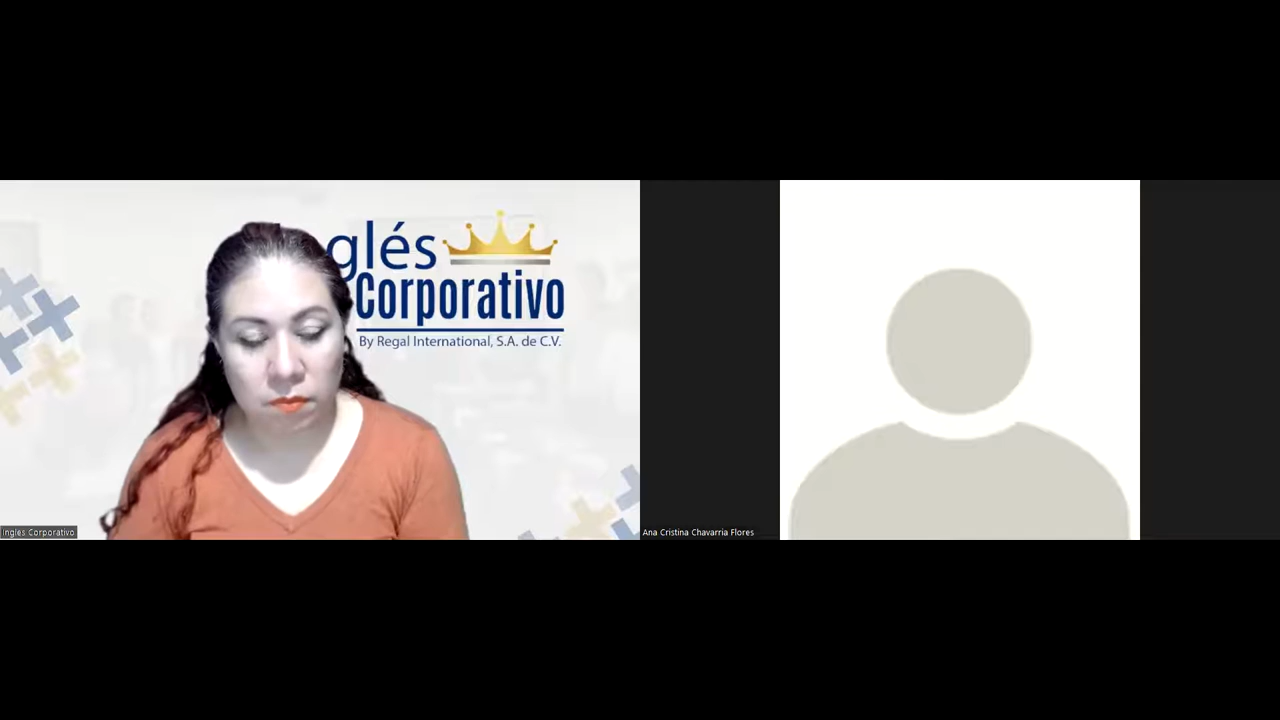 glés
Corporativo
By Regal International, S.A. de C.V.
Ingles Corporativo
Ana Cristina Chavarria Flores